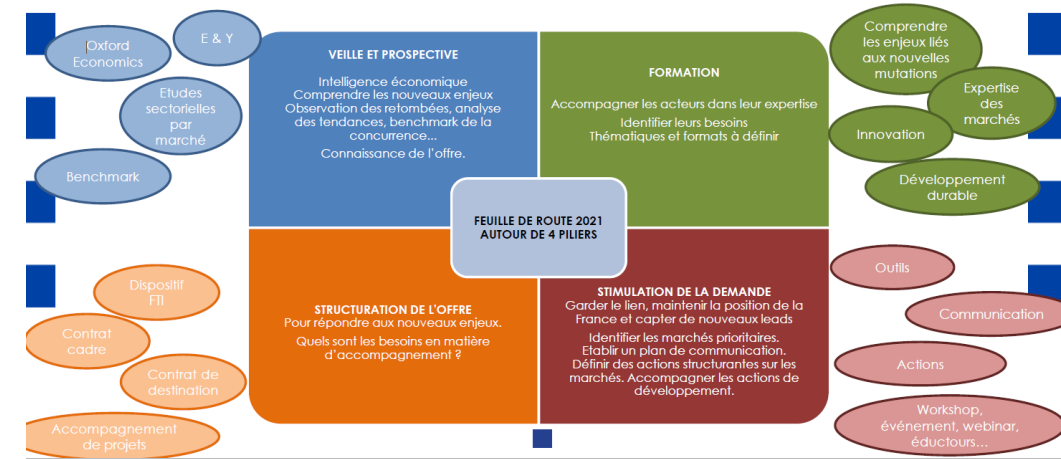 Oxford
Economics
E & Y
Etudes
sectorielles
par
marché
Benchmark
VEILLE ET PROSPECTIVE
Intelligence économique
Comprendre les nouveaux enjeux
Observation des retombées, analyse
des tendances, benchmark de la
concurrence...
Connaissance de l'offre.
FORMATION
Accompagner les acteurs dans leur expertise
Identifier leurs besoins
Thématiques et formats à définir
Comprendre
les enjeux liés
aux nouvelles
mutations
Expertise
des
marchés
Innovation
Développement
durable
FEUILLE DE ROUTE 2021
AUTOUR DE 4 PILIERS
Dispositif
FTI
Contrat
cadre
Contrat de
destination
Accompagnement
de projets
STRUCTURATION DE L'OFFRE
Pour répondre aux nouveaux enjeux.
Quels sont les besoins en matière
d'accompagnement ?
STIMULATION DE LA DEMANDE
Garder le lien, maintenir la position de la
France et capter de nouveaux leads
Identifier les marchés prioritaires.
Etablir un plan de communication.
Définir des actions structurantes sur les
marchés. Accompagner les actions de
développement.
Outils
Communication
Actions
Workshop,
événement, webinar,
éductours...